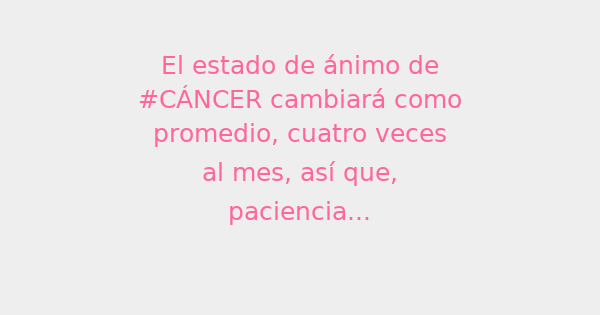 El estado de ánimo de
#CÁNCER cambiará como
promedio, cuatro veces
al mes, así que,
paciencia...